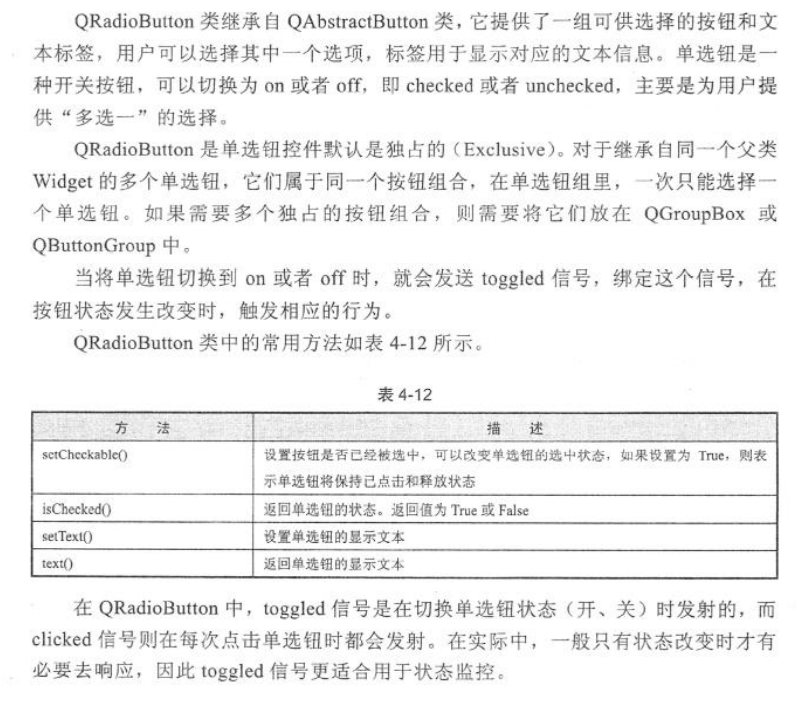 QRadioButton 类继承自 QAbstractButton 类，它提供了一组可供选择的按钮和文
本标签，用户可以选择其中一个选项，标签用于显示对应的文本信息。单选钮是一
种开关按钮，可以切换为 on 或者 off，即 checked 或者 unchecked，主要是为用户提
供“多选一”的选择。
QRadioButton 是单选钮控件默认是独占的（Exclusive）。对于继承自同一个父类
Widget 的多个单选钮，它们属于同一个按钮组合，在单选钮组里，一次只能选择一
个单选钮。如果需要多个独占的按钮组合，则需要将它们放在 QGroupBox 或
QButtonGroup 中。
当将单选钮切换到 on 或者 off 时，就会发送 toggled 信号，绑定这个信号，在
按钮状态发生改变时，触发相应的行为。
QRadioButton 类中的常用方法如表 4-12 所示。
表 4-12
方 法 描 述
setCheckable() 设置按钮是否已经被选中，可以改变单选钮的选中状态，如果设置为 True，则表
示单选钮将保持已点击和释放状态
isChecked() 返回单选钮的状态。返回值为 True 或 False
setText() 设置单选钮的显示文本
text() 返回单选钮的显示文本
在 QRadioButton 中，toggled 信号是在切换单选钮状态（开、关）时发射的，而
clicked 信号则在每次点击单选钮时都会发射。在实际中，一般只有状态改变时才有
必要去响应，因此 toggled 信号更适合用于状态监控。